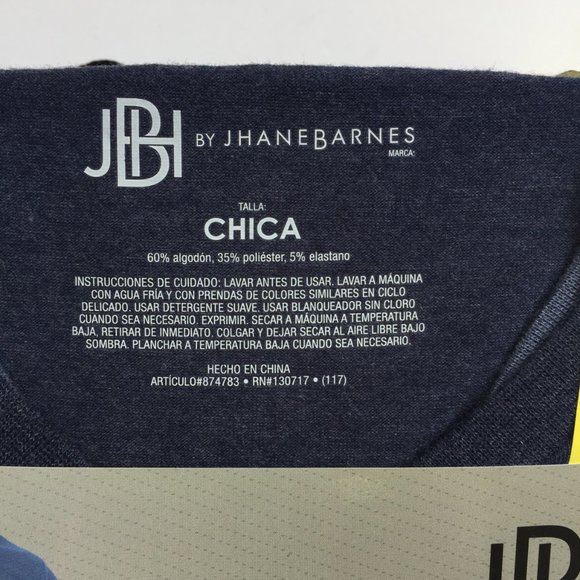 JBH BY JHANEBARNES
MARCA:
TALLA:
CHICA
60% algodón, 35% poliéster, 5% elastano
INSTRUCCIONES DE CUIDADO: LAVAR ANTES DE USAR. LAVAR A MÁQUINA
CON AGUA FRÍA Y CON PRENDAS DE COLORES SIMILARES EN CICLO
DELICADO. USAR DETERGENTE SUAVE. USAR BLANQUEADOR SIN CLORO
CUANDO SEA NECESARIO. EXPRIMIR. SECAR A MÁQUINA A TEMPERATURA
BAJA, RETIRAR DE INMEDIATO. COLGAR Y DEJAR SECAR AL AIRE LIBRE BAJO
SOMBRA. PLANCHAR A TEMPERATURA BAJA CUANDO SEA NECESARIO.
HECHO EN CHINA
ARTÍCULO#874783 • RN#130717 • (117)